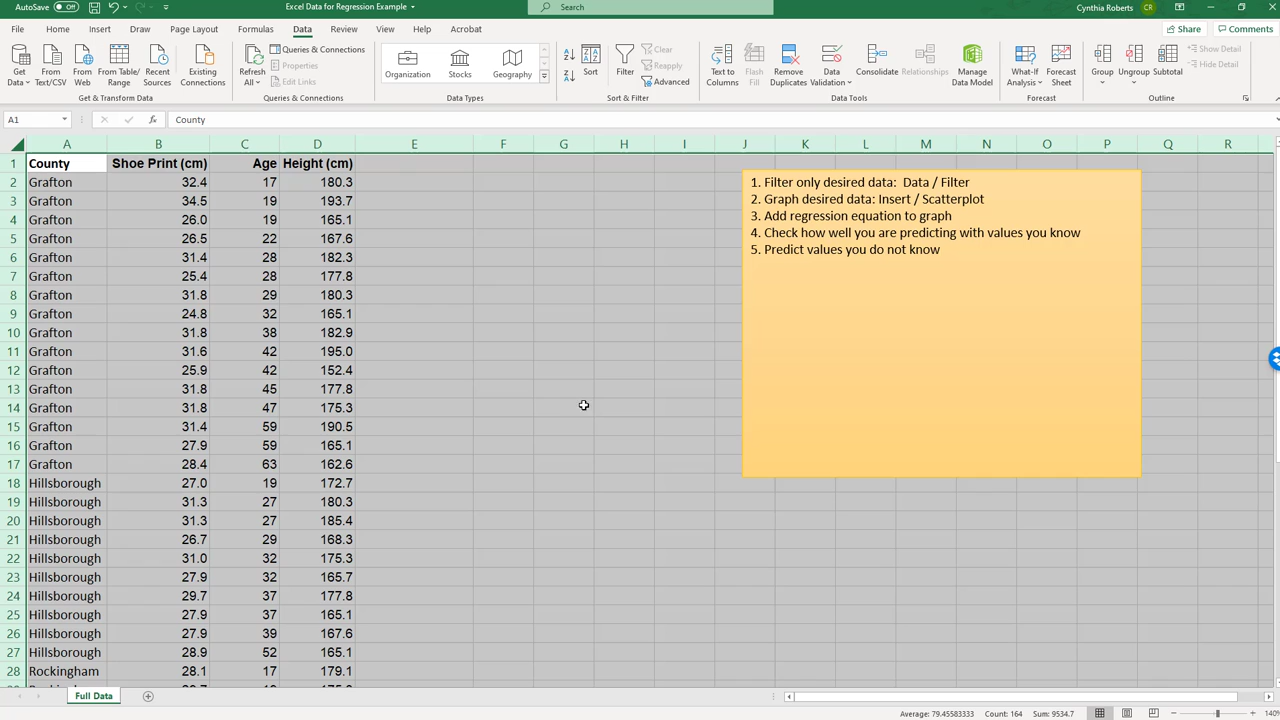 AutoSave Off Excel Data for Regression Example Search Cynthia Roberts CR
File Home Insert Draw Page Layout Formulas Data Review View Help Acrobat Share Comments
Get Data From Text/CSV From Web From Table/ Range Recent Sources Existing Connections
Get & Transform Data
Refresh All Queries & Connections Properties Edit Links
Queries & Connections
Organization Stocks Geography
Data Types
Sort Filter Clear Reapply Advanced
Sort & Filter
Text to Columns Flash Fill Remove Duplicates Data Validation Consolidate Relationships Manage Data Model
Data Tools
What-If Analysis Forecast Sheet
Forecast
Group Ungroup Subtotal Show Detail Hide Detail
Outline
A1 fx County
A B C D E F G H I J K L M N O P Q R
1 County Shoe Print (cm) Age Height (cm)
2 Grafton 32.4 17 180.3
3 Grafton 34.5 19 193.7
4 Grafton 26.0 19 165.1
5 Grafton 26.5 22 167.6
6 Grafton 31.4 28 182.3
7 Grafton 25.4 28 177.8
8 Grafton 31.8 29 180.3
9 Grafton 24.8 32 165.1
10 Grafton 31.8 38 182.9
11 Grafton 31.6 42 195.0
12 Grafton 25.9 42 152.4
13 Grafton 31.8 45 177.8
14 Grafton 31.8 47 175.3
15 Grafton 31.4 59 190.5
16 Grafton 27.9 59 165.1
17 Grafton 28.4 63 162.6
18 Hillsborough 27.0 19 172.7
19 Hillsborough 31.3 27 180.3
20 Hillsborough 31.3 27 185.4
21 Hillsborough 26.7 29 168.3
22 Hillsborough 31.0 32 175.3
23 Hillsborough 27.9 32 165.7
24 Hillsborough 29.7 37 177.8
25 Hillsborough 27.9 37 165.1
26 Hillsborough 27.9 39 167.6
27 Hillsborough 28.9 52 165.1
28 Rockingham 28.1 17 179.1
1. Filter only desired data: Data / Filter
2. Graph desired data: Insert / Scatterplot
3. Add regression equation to graph
4. Check how well you are predicting with values you know
5. Predict values you do not know
Full Data
Average: 79.45583333 Count: 164 Sum: 9534.7